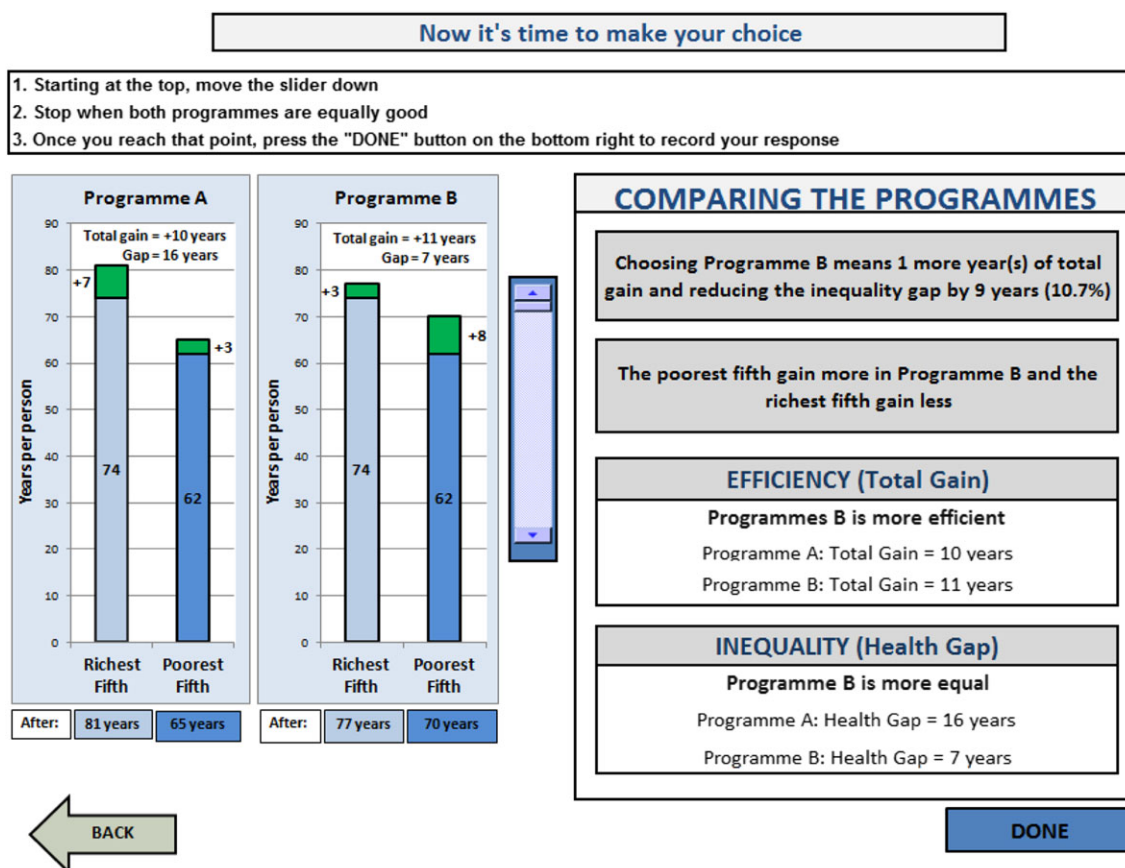 Now it's time to make your choice
1. Starting at the top, move the slider down
2. Stop when both programmes are equally good
3. Once you reach that point, press the "DONE" button on the bottom right to record your response
Programme A
Total gain = +10 years
Gap = 16 years
Years per person
90
80
70
60
50
40
30
20
10
0
+7
+3
74
62
Richest
Fifth
Poorest
Fifth
After:
81 years
65 years
Programme B
Total gain = +11 years
Gap = 7 years
Years per person
90
80
70
60
50
40
30
20
10
0
+3
+8
74
62
Richest
Fifth
Poorest
Fifth
After:
77 years
70 years
COMPARING THE PROGRAMMES
Choosing Programme B means 1 more year(s) of total
gain and reducing the inequality gap by 9 years (10.7%)
The poorest fifth gain more in Programme B and the
richest fifth gain less
EFFICIENCY (Total Gain)
Programmes B is more efficient
Programme A: Total Gain = 10 years
Programme B: Total Gain = 11 years
INEQUALITY (Health Gap)
Programme B is more equal
Programme A: Health Gap = 16 years
Programme B: Health Gap = 7 years
BACK
DONE